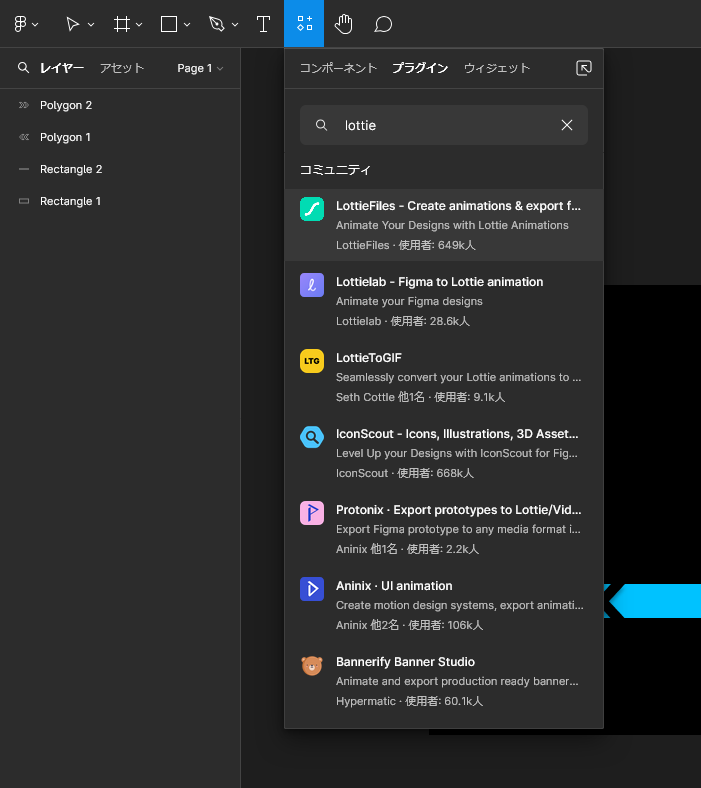 レイヤー アセット Page 1
Polygon 2
Polygon 1
Rectangle 2
Rectangle 1
コンポーネント プラグイン ウィジェット
lottie
コミュニティ
LottieFiles - Create animations & export f...
Animate Your Designs with Lottie Animations
LottieFiles · 使用者: 649k人
Lottielab - Figma to Lottie animation
Animate your Figma designs
Lottielab · 使用者: 28.6k人
LTG
LottieToGIF
Seamlessly convert your Lottie animations to ...
Seth Cottle 他1名 · 使用者: 9.1k人
IconScout - Icons, Illustrations, 3D Asset...
Level Up your Designs with IconScout for Fig...
IconScout · 使用者: 668k人
Protonix · Export prototypes to Lottie/Vid...
Export Figma prototype to any media format i...
Aninix 他1名 · 使用者: 2.2k人
Aninix · UI animation
Create motion design systems, export animati...
Aninix 他2名 · 使用者: 106k人
Bannerify Banner Studio
Animate and export production ready banner...
Hypermatic · 使用者: 60.1k人